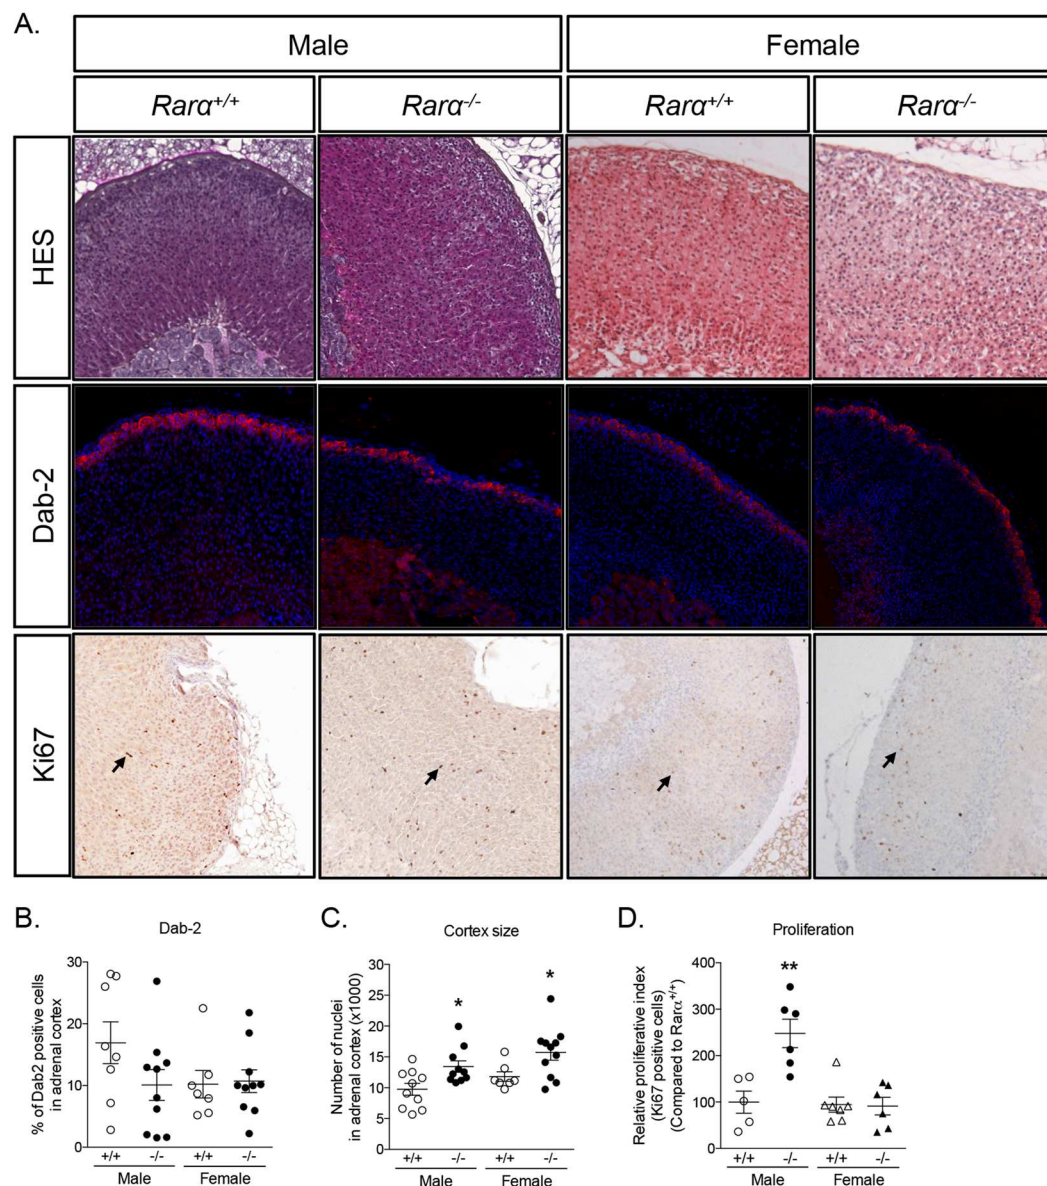 A.
Male Female
Rarα+/+ Rarα-/- Rarα+/+ Rarα-/-
HES
Dab-2
Ki67
B.
Dab-2
% of Dab2 positive cells
in adrenal cortex
30
20
10
0
+/+ -/- +/+ -/-
Male Female
C.
Cortex size
Number of nuclei
in adrenal cortex (x1000)
30
25
20
15
10
5
0
*
*
+/+ -/- +/+ -/-
Male Female
D.
Proliferation
Relative proliferative index
(Ki67 positive cells)
(Compared to Rarα+/+)
400
300
200
100
0
**
+/+ -/- +/+ -/-
Male Female